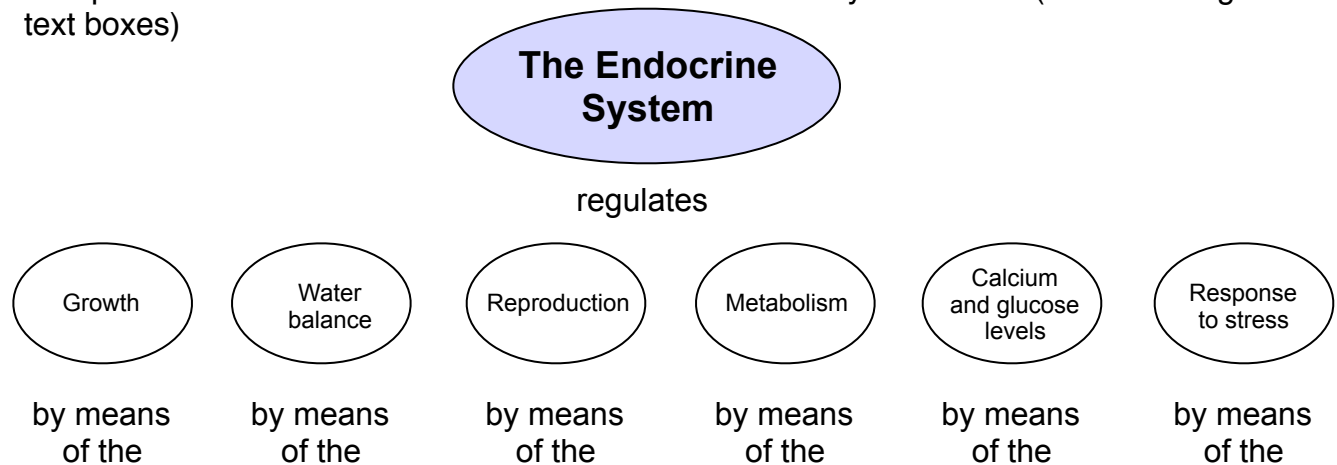 text boxes)
The Endocrine
System
regulates
Growth
Water
balance
Reproduction
Metabolism
Calcium
and glucose
levels
Response
to stress
by means
of the
by means
of the
by means
of the
by means
of the
by means
of the
by means
of the